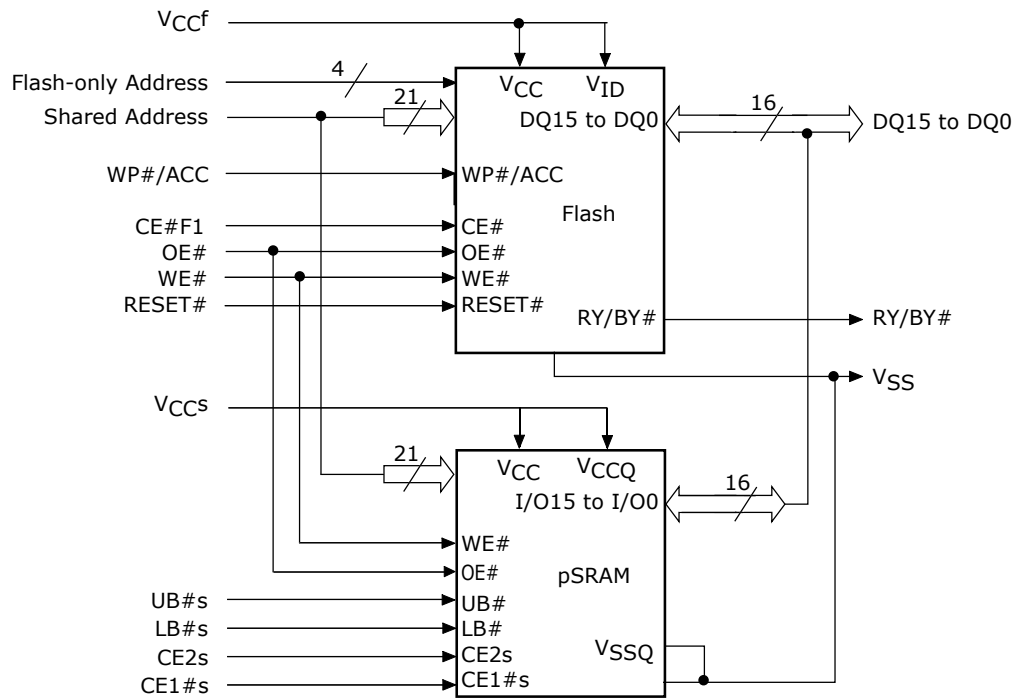 VCCf
Flash-only Address
4
VCC
VID
Shared Address
21
DQ15 to DQ0
16
DQ15 to DQ0
WP#/ACC
WP#/ACC
Flash
CE#F1
CE#
OE#
OE#
WE#
WE#
RESET#
RESET#
RY/BY#
RY/BY#
VSS
VCCs
21
VCC
VCCQ
I/O15 to I/O0
16
WE#
OE#
pSRAM
UB#s
UB#
LB#s
LB#
VSSQ
CE2s
CE2s
CE1#s
CE1#s